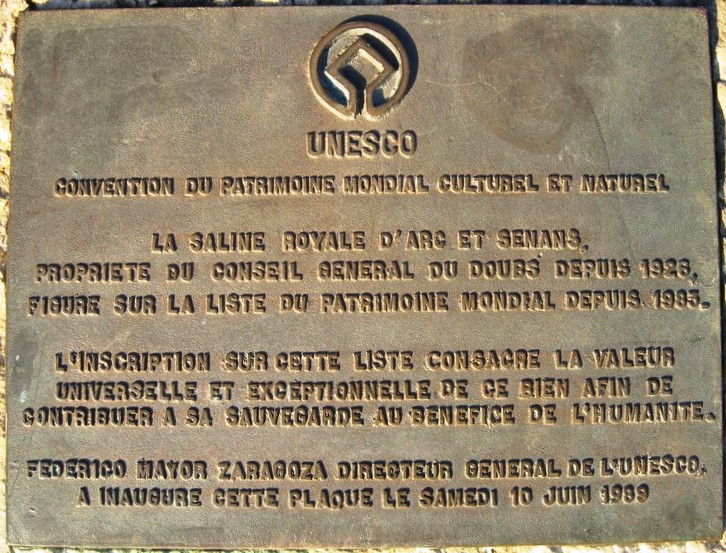 UNESCO
CONVENTION DU PATRIMOINE MONDIAL CULTUREL ET NATUREL
LA SALINE ROYALE D'ARC ET SENANS,
PROPRIETE DU CONSEIL GENERAL DU DOUBS DEPUIS 1926,
FIGURE SUR LA LISTE DU PATRIMOINE MONDIAL DEPUIS 1983.
L'INSCRIPTION SUR CETTE LISTE CONSACRE LA VALEUR
UNIVERSELLE ET EXCEPTIONNELLE DE CE BIEN AFIN DE
CONTRIBUER A SA SAUVEGARDE AU BENEFICE DE L'HUMANITE.
FEDERICO MAYOR ZARAGOZA DIRECTEUR GENERAL DE L'UNESCO,
A INAUGURE CETTE PLAQUE LE SAMEDI 10 JUIN 1989